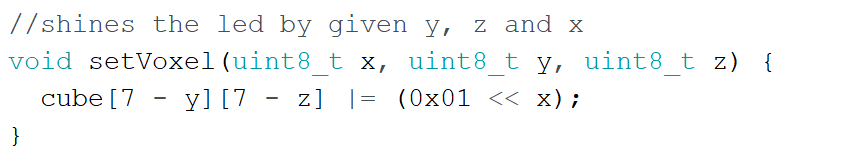 //shines the led by given y, z and x
void setVoxel(uint8_t x, uint8_t y, uint8_t z) {
  cube[7 - y][7 - z] |= (0x01 << x);
}